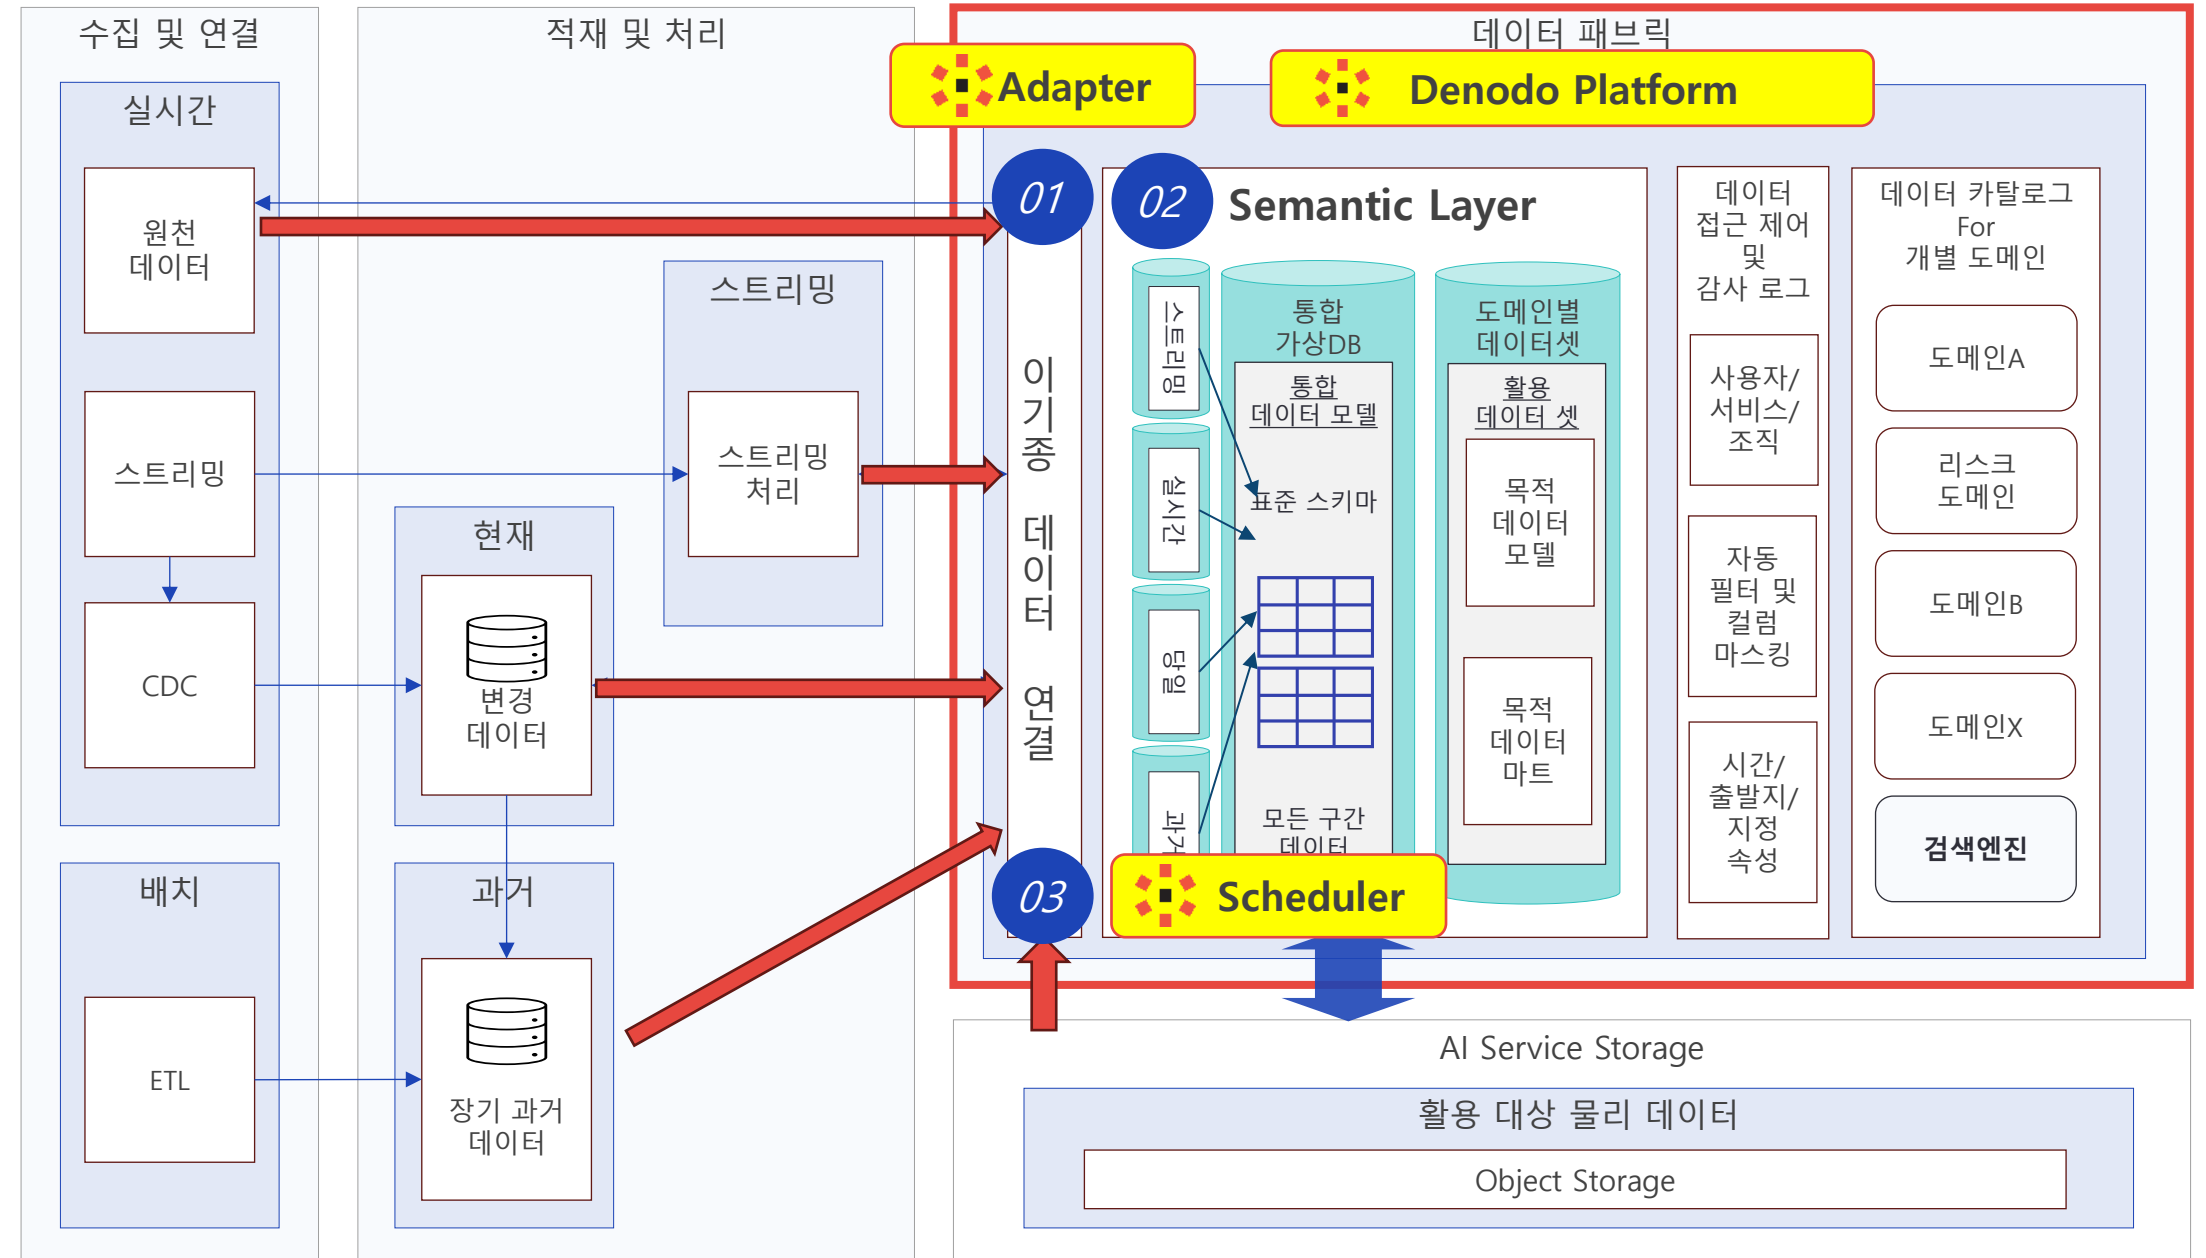 수집 및 연결
실시간
원천
데이터
스트리밍
CDC
배치
ETL
적재 및 처리
스트리밍
스트리밍
처리
현재
변경
데이터
과거
장기 과거
데이터
데이터 패브릭
Adapter
Denodo Platform
01
이기종 데이터 연결
03
02
Semantic Layer
스트리밍
실시간
당일
과거
통합
가상DB
통합
데이터 모델
표준 스키마
모든 구간
데이터
도메인별
데이터셋
활용
데이터 셋
목적
데이터
모델
목적
데이터
마트
Scheduler
데이터
접근 제어
및
감사 로그
사용자/
서비스/
조직
자동
필터 및
컬럼
마스킹
시간/
출발지/
지정
속성
데이터 카탈로그
For
개별 도메인
도메인A
리스크
도메인
도메인B
도메인X
검색엔진
AI Service Storage
활용 대상 물리 데이터
Object Storage